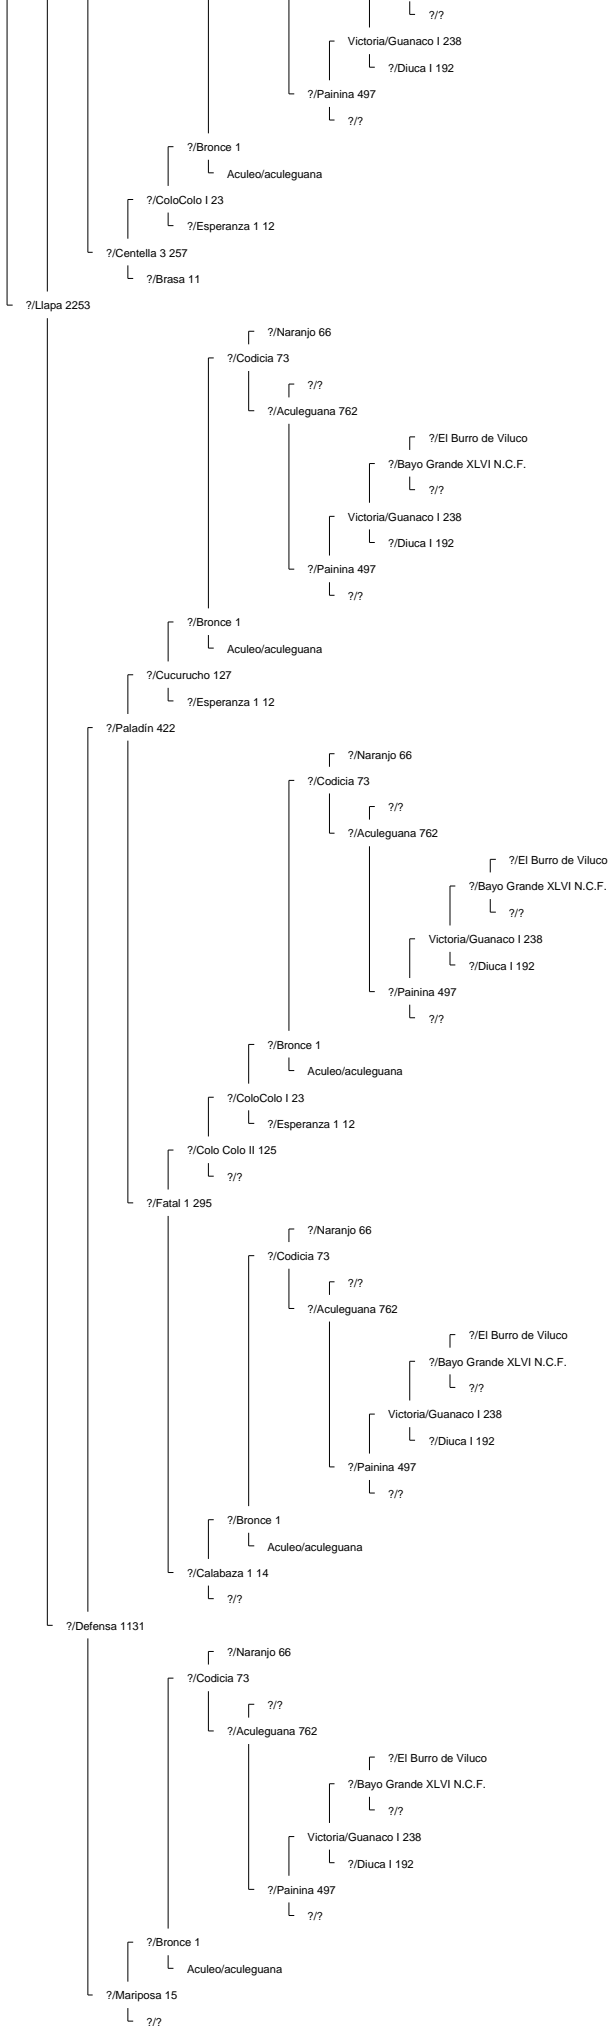 ?/?
Victoria/Guanaco I 238
?/Diuca I 192
?/Painina 497
?/?
?/Bronce 1
Aculeo/aculeguana
?/ColoColo I 23
?/Esperanza 1 12
?/Centella 3 257
?/Brasa 11
?/Llapa 2253
?/Naranjo 66
?/Codicia 73
?/?
?/Aculeguana 762
?/El Burro de Viluco
?/Bayo Grande XLVI N.C.F.
?/?
Victoria/Guanaco I 238
?/Diuca I 192
?/Painina 497
?/?
?/Bronce 1
Aculeo/aculeguana
?/Cucurucho 127
?/Esperanza 1 12
?/Paladín 422
?/Naranjo 66
?/Codicia 73
?/?
?/Aculeguana 762
?/El Burro de Viluco
?/Bayo Grande XLVI N.C.F.
?/?
Victoria/Guanaco I 238
?/Diuca I 192
?/Painina 497
?/?
?/Bronce 1
Aculeo/aculeguana
?/ColoColo I 23
?/Esperanza 1 12
?/Colo Colo II 125
?/?
?/Fatal 1 295
?/Naranjo 66
?/Codicia 73
?/?
?/Aculeguana 762
?/El Burro de Viluco
?/Bayo Grande XLVI N.C.F.
?/?
Victoria/Guanaco I 238
?/Diuca I 192
?/Painina 497
?/?
?/Bronce 1
Aculeo/aculeguana
?/Calabaza 1 14
?/?
?/Defensa 1131
?/Naranjo 66
?/Codicia 73
?/?
?/Aculeguana 762
?/El Burro de Viluco
?/Bayo Grande XLVI N.C.F.
?/?
Victoria/Guanaco I 238
?/Diuca I 192
?/Painina 497
?/?
?/Bronce 1
Aculeo/aculeguana
?/Mariposa 15
?/?